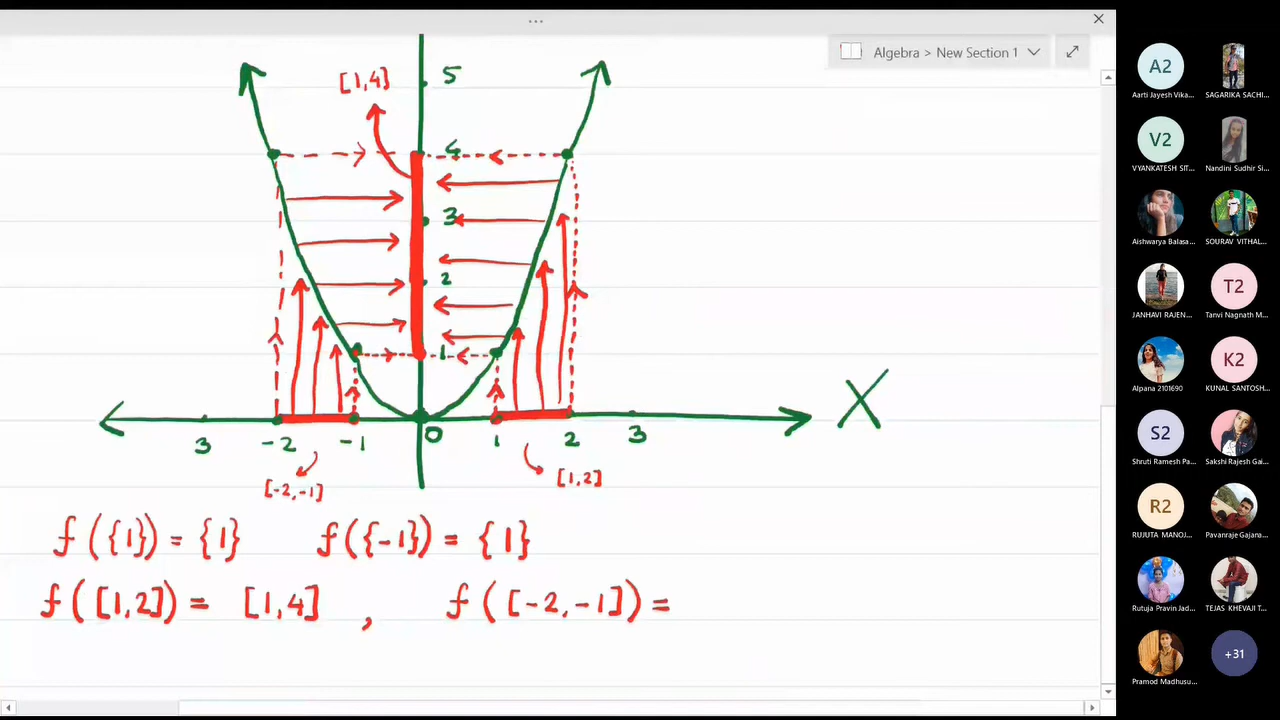 Algebra > New Section 1
5
[1,4]
4
3
2
1
3 -2 -1 0 1 2 3
X
[-2,-1] [1,2]
f({1}) = {1} f({-1}) = {1}
f([1,2]) = [1,4] , f([-2,-1]) =
A2
Aarti Jayesh Vika... SAGARIKA SACHI...
V2
VYANKATESH SIT... Nandini Sudhir Si...
Aishwarya Balasa... SOURAV VITHAL...
T2
JANHAVI RAJEN... Tanvi Nagnath M...
K2
Alpana 2101690 KUNAL SANTOSH...
S2
Shruti Ramesh Pa... Sakshi Rajesh Gai...
R2
RUJUTA MANOJ... Pavanraje Gajana...
Rutuja Pravin Jad... TEJAS KHEVAJI T...
+31
Pramod Madhusu...